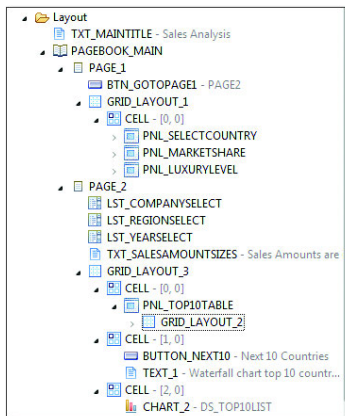 Layout
TXT_MAINTITLE - Sales Analysis
PAGEBOOK_MAIN
PAGE_1
BTN_GOTOPAGE1 - PAGE2
GRID_LAYOUT_1
CELL - [0, 0]
PNL_SELECTCOUNTRY
PNL_MARKETSHARE
PNL_LUXURYLEVEL
PAGE_2
LST_COMPANYSELECT
LST_REGIONSELECT
LST_YEARSELECT
TXT_SALESAMOUNTSIZES - Sales Amounts are
GRID_LAYOUT_3
CELL - [0, 0]
PNL_TOP10TABLE
GRID_LAYOUT_2
CELL - [1, 0]
BUTTON_NEXT10 - Next 10 Countries
TEXT_1 - Waterfall chart top 10 countr...
CELL - [2, 0]
CHART_2 - DS_TOP10LIST